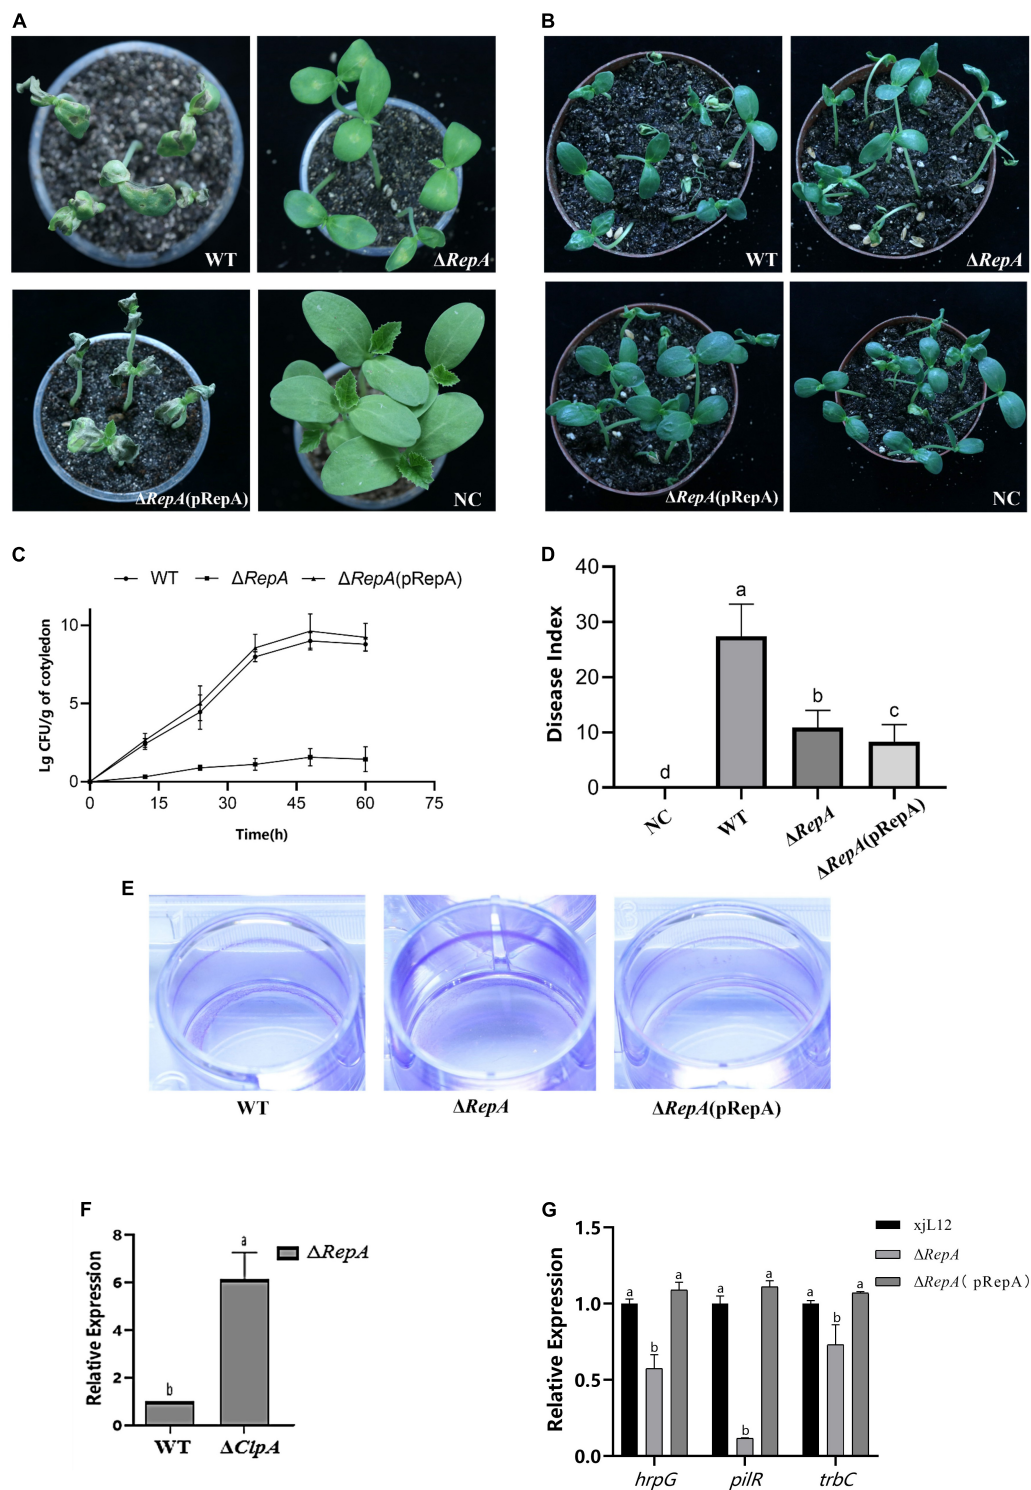 A
B
WT
ΔRepA
WT
ΔRepA
ΔRepA(pRepA)
NC
ΔRepA(pRepA)
NC
C
WT
ΔRepA
ΔRepA(pRepA)
Lg CFU/g of cotyledon
10
5
0
0
15
30
45
60
75
Time(h)
D
Disease Index
40
30
20
10
0
d
a
b
c
NC
WT
ΔRepA
ΔRepA(pRepA)
E
WT
ΔRepA
ΔRepA(pRepA)
F
Relative Expression
8
6
4
2
0
b
a
ΔRepA
WT
ΔClpA
G
Relative Expression
1.5
1.0
0.5
0.0
a
b
a
a
b
a
a
b
a
xjL12
ΔRepA
ΔRepA( pRepA)
hrpG
pilR
trbC